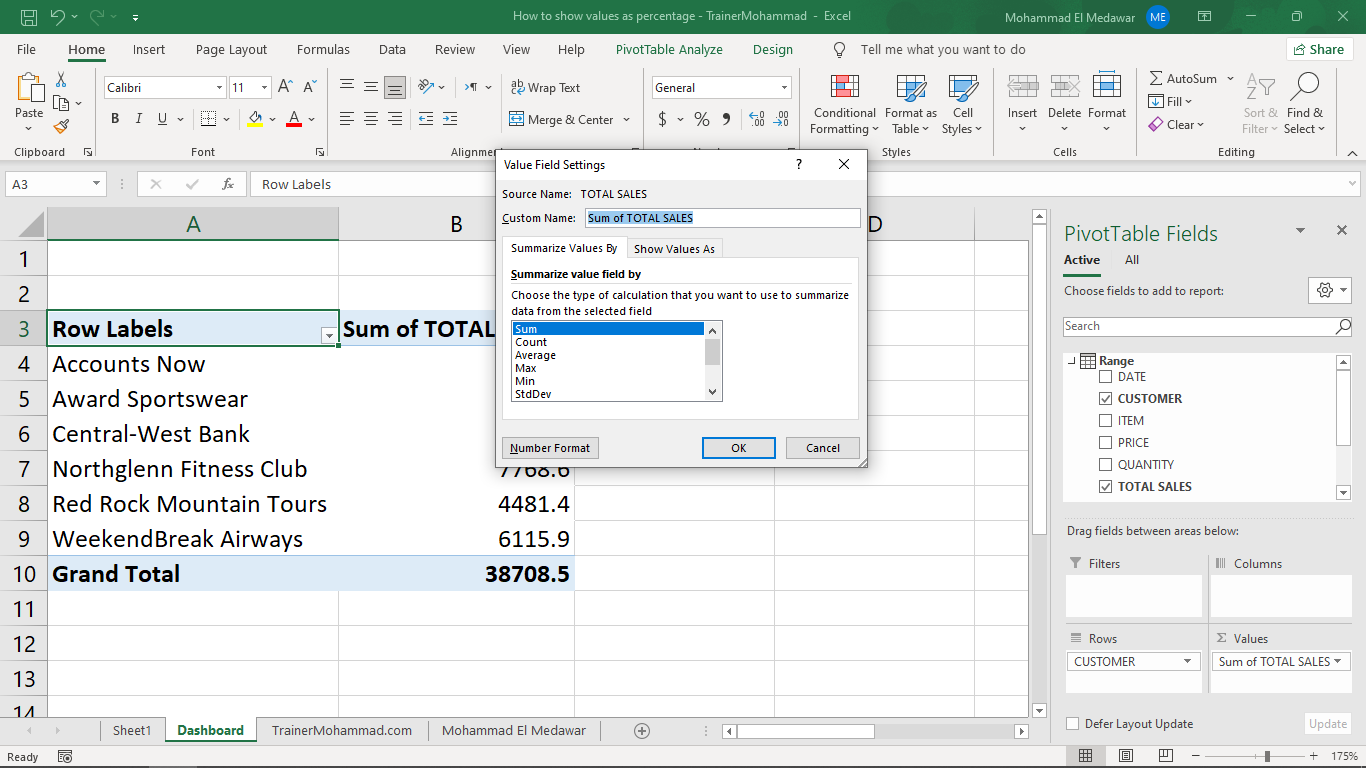 How to show values as percentage - TrainerMohammad - Excel
Mohammad El Medawar
ME
File Home Insert Page Layout Formulas Data Review View Help PivotTable Analyze Design Tell me what you want to do Share
Paste
Calibri 11
B I U A
Wrap Text
Merge & Center
General
$ % 9
Conditional Formatting
Format as Table
Cell Styles
Insert Delete Format
AutoSum
Fill
Clear
Sort & Filter
Find & Select
Clipboard Font Styles Cells Editing
A3 fx Row Labels
Value Field Settings ?
Source Name: TOTAL SALES
Custom Name: Sum of TOTAL SALES
Summarize Values By Show Values As
Summarize value field by
Choose the type of calculation that you want to use to summarize
data from the selected field
Sum
Count
Average
Max
Min
StdDev
Number Format OK Cancel
A B D
1
2
3 Row Labels Sum of TOTAL
4 Accounts Now
5 Award Sportswear
6 Central-West Bank
7 Northglenn Fitness Club 7768.6
8 Red Rock Mountain Tours 4481.4
9 WeekendBreak Airways 6115.9
10 Grand Total 38708.5
11
12
13
14
PivotTable Fields
Active All
Choose fields to add to report:
Search
Range
DATE
CUSTOMER
ITEM
PRICE
QUANTITY
TOTAL SALES
Drag fields between areas below:
Filters Columns
Rows Values
CUSTOMER Sum of TOTAL SALES
Defer Layout Update Update
Sheet1 Dashboard TrainerMohammad.com Mohammad El Medawar
Ready 175%